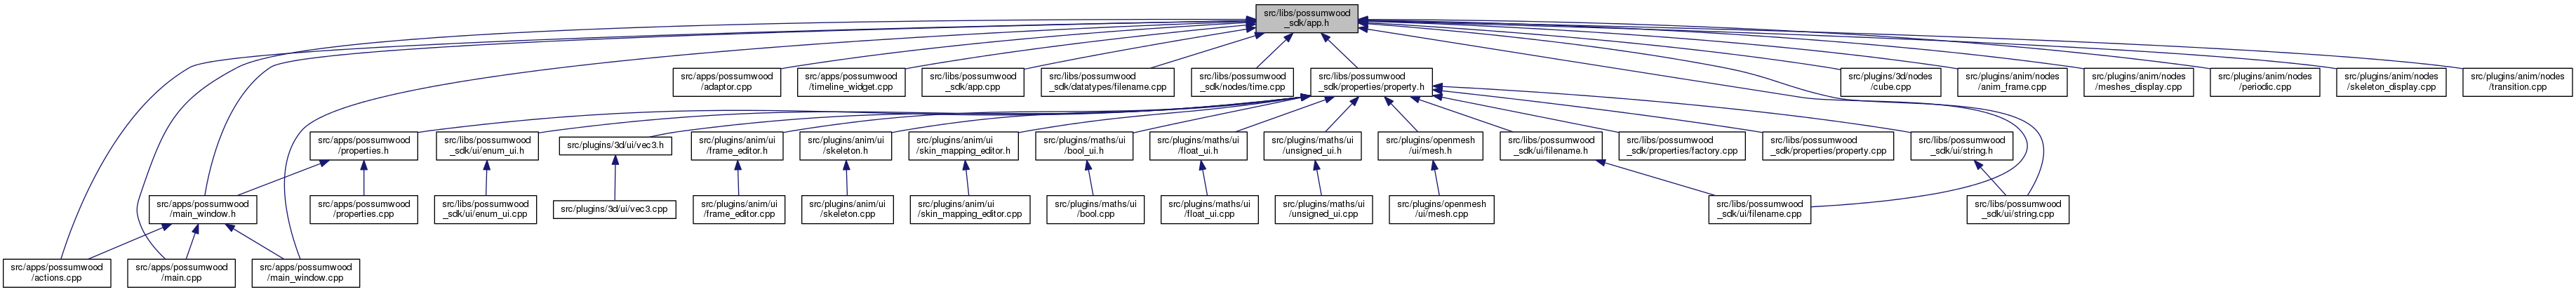 src/libs/possumwood
_sdk/app.h
src/apps/possumwood
/adaptor.cpp
src/apps/possumwood
/timeline_widget.cpp
src/libs/possumwood
_sdk/app.cpp
src/libs/possumwood
_sdk/datatypes/filename.cpp
src/libs/possumwood
_sdk/nodes/time.cpp
src/libs/possumwood
_sdk/properties/property.h
src/plugins/3d/nodes
/cube.cpp
src/plugins/anim/nodes
/anim_frame.cpp
src/plugins/anim/nodes
/meshes_display.cpp
src/plugins/anim/nodes
/periodic.cpp
src/plugins/anim/nodes
/skeleton_display.cpp
src/plugins/anim/nodes
/transition.cpp
src/apps/possumwood
/properties.h
src/libs/possumwood
_sdk/ui/enum_ui.h
src/plugins/3d/ui/vec3.h
src/plugins/anim/ui
/frame_editor.h
src/plugins/anim/ui
/skeleton.h
src/plugins/anim/ui
/skin_mapping_editor.h
src/plugins/maths/ui
/bool_ui.h
src/plugins/maths/ui
/float_ui.h
src/plugins/maths/ui
/unsigned_ui.h
src/plugins/openmesh
/ui/mesh.h
src/libs/possumwood
_sdk/ui/filename.h
src/libs/possumwood
_sdk/properties/factory.cpp
src/libs/possumwood
_sdk/properties/property.cpp
src/libs/possumwood
_sdk/ui/string.h
src/apps/possumwood
/main_window.h
src/apps/possumwood
/properties.cpp
src/libs/possumwood
_sdk/ui/enum_ui.cpp
src/plugins/3d/ui/vec3.cpp
src/plugins/anim/ui
/frame_editor.cpp
src/plugins/anim/ui
/skeleton.cpp
src/plugins/anim/ui
/skin_mapping_editor.cpp
src/plugins/maths/ui
/bool.cpp
src/plugins/maths/ui
/float_ui.cpp
src/plugins/maths/ui
/unsigned_ui.cpp
src/plugins/openmesh
/ui/mesh.cpp
src/libs/possumwood
_sdk/ui/filename.cpp
src/libs/possumwood
_sdk/ui/string.cpp
src/apps/possumwood
/actions.cpp
src/apps/possumwood
/main.cpp
src/apps/possumwood
/main_window.cpp